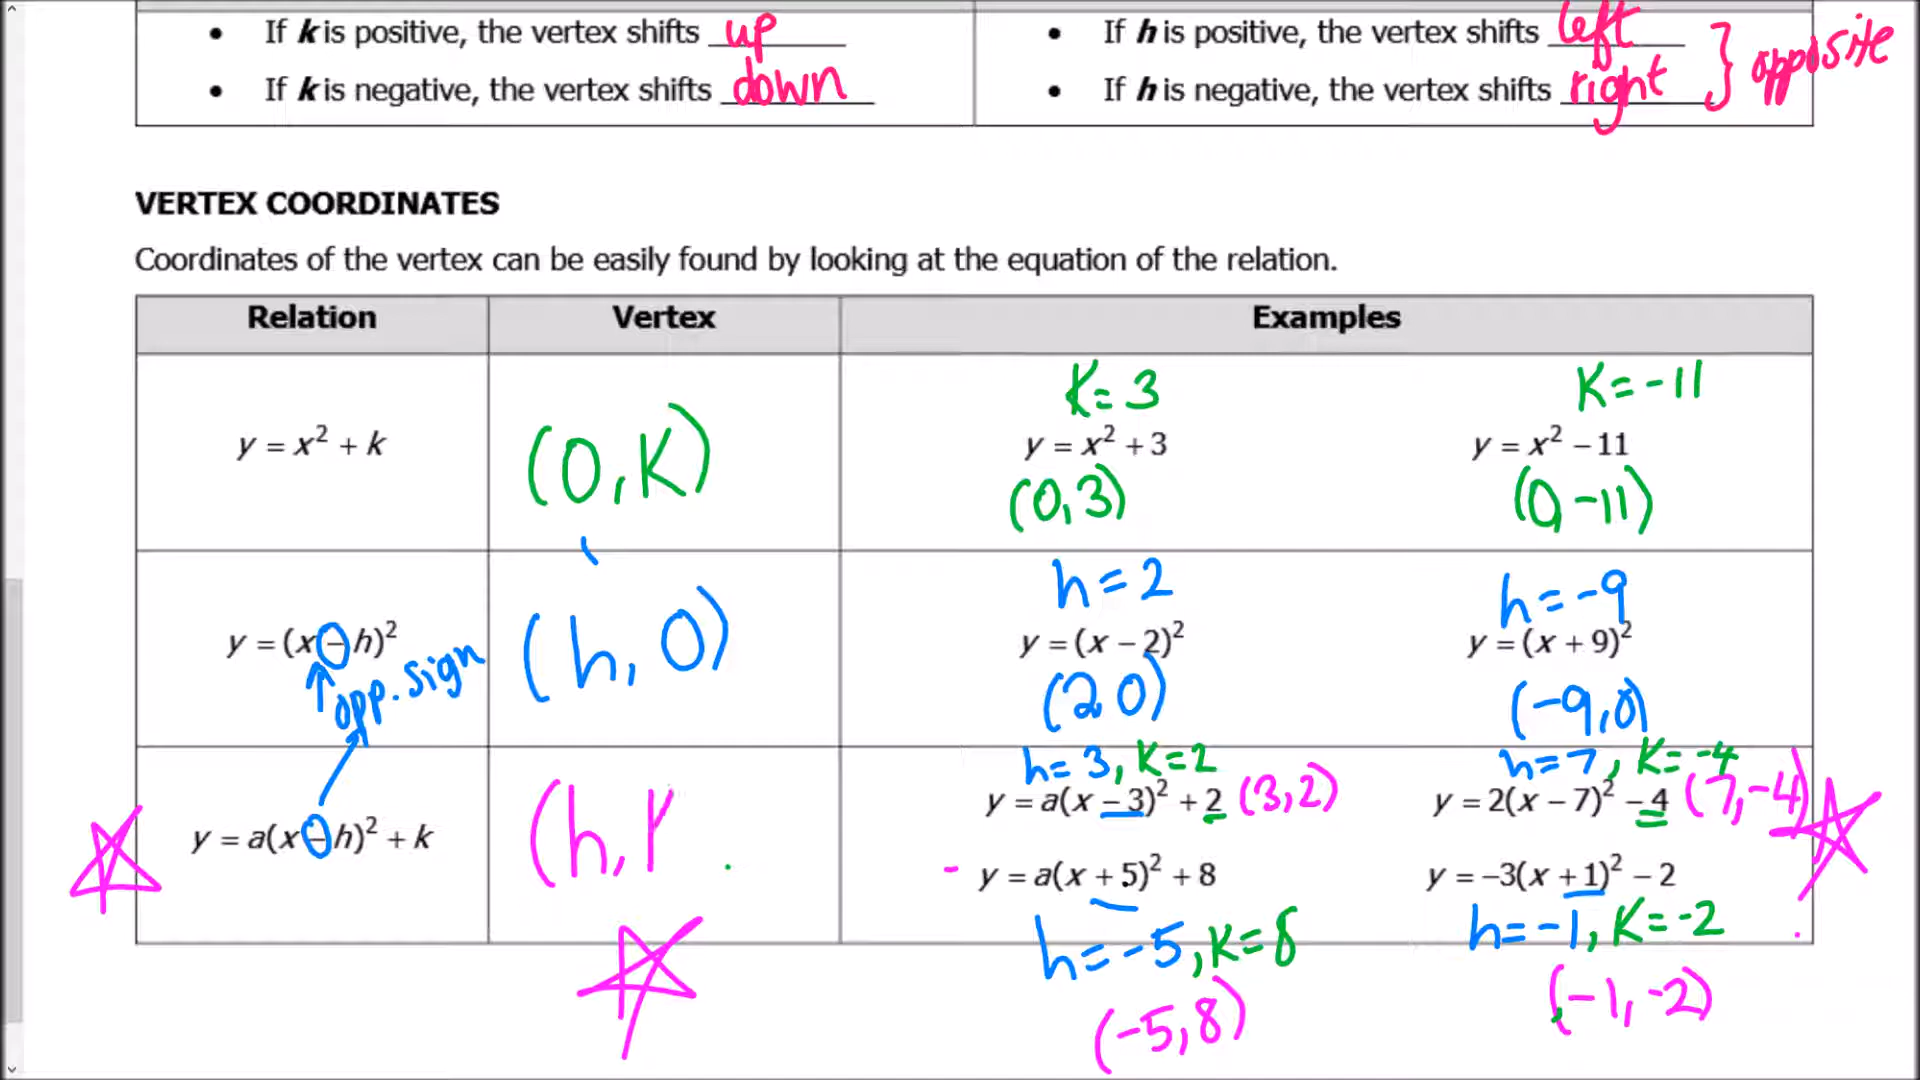 • If k is positive, the vertex shifts up
• If k is negative, the vertex shifts down
• If h is positive, the vertex shifts left
• If h is negative, the vertex shifts right
} opposite
VERTEX COORDINATES
Coordinates of the vertex can be easily found by looking at the equation of the relation.
Relation Vertex Examples
K = 3 K = -11
y = x² + k (0, K) y = x² + 3 y = x² − 11
(0, 3) (0, -11)
h = 2 h = -9
y = (x − h)² (h, 0) y = (x − 2)² y = (x + 9)²
opp. sign
(2 0) (-9, 0)
h = 3, K = 2 h = 7, K = -4
y = a(x − 3)² + 2 (3, 2) y = 2(x − 7)² − 4 (7, -4)
y = a(x − h)² + k (h,
y = a(x + 5)² + 8 y = −3(x + 1)² − 2
h = -5, K = 8 h = -1, K = -2
(-5, 8) (-1, -2)